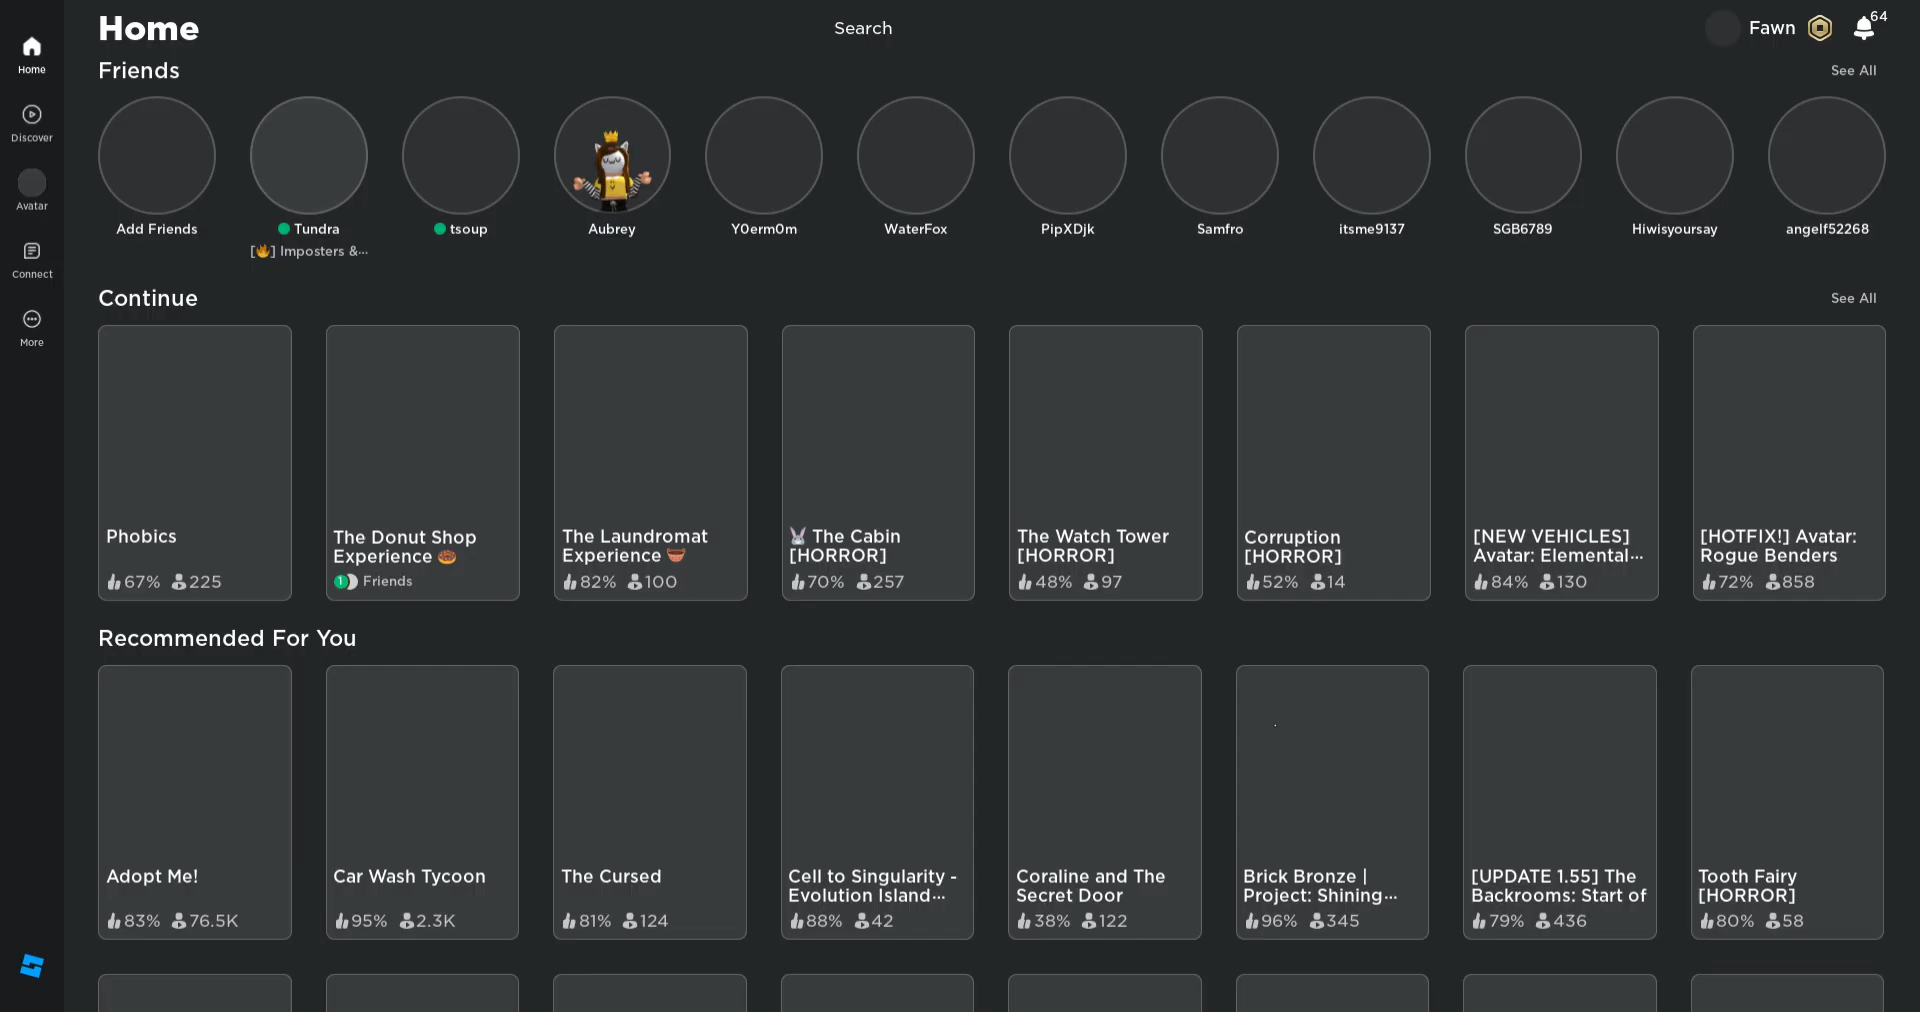 Home
Search
Fawn
64
Home
Discover
Avatar
Connect
More
Friends
See All
Add Friends
Tundra
[🔥] Imposters &...
tsoup
Aubrey
Y0erm0m
WaterFox
PipXDjk
Samfro
itsme9137
SGB6789
Hiwisyoursay
angelf52268
Continue
See All
Phobics
67% 225
The Donut Shop
Experience 🍩
1 Friends
The Laundromat
Experience 🧺
82% 100
🐰 The Cabin
[HORROR]
70% 257
The Watch Tower
[HORROR]
48% 97
Corruption
[HORROR]
52% 14
[NEW VEHICLES]
Avatar: Elemental...
84% 130
[HOTFIX!] Avatar:
Rogue Benders
72% 858
Recommended For You
Adopt Me!
83% 76.5K
Car Wash Tycoon
95% 2.3K
The Cursed
81% 124
Cell to Singularity -
Evolution Island...
88% 42
Coraline and The
Secret Door
38% 122
Brick Bronze |
Project: Shining...
96% 345
[UPDATE 1.55] The
Backrooms: Start of
79% 436
Tooth Fairy
[HORROR]
80% 58